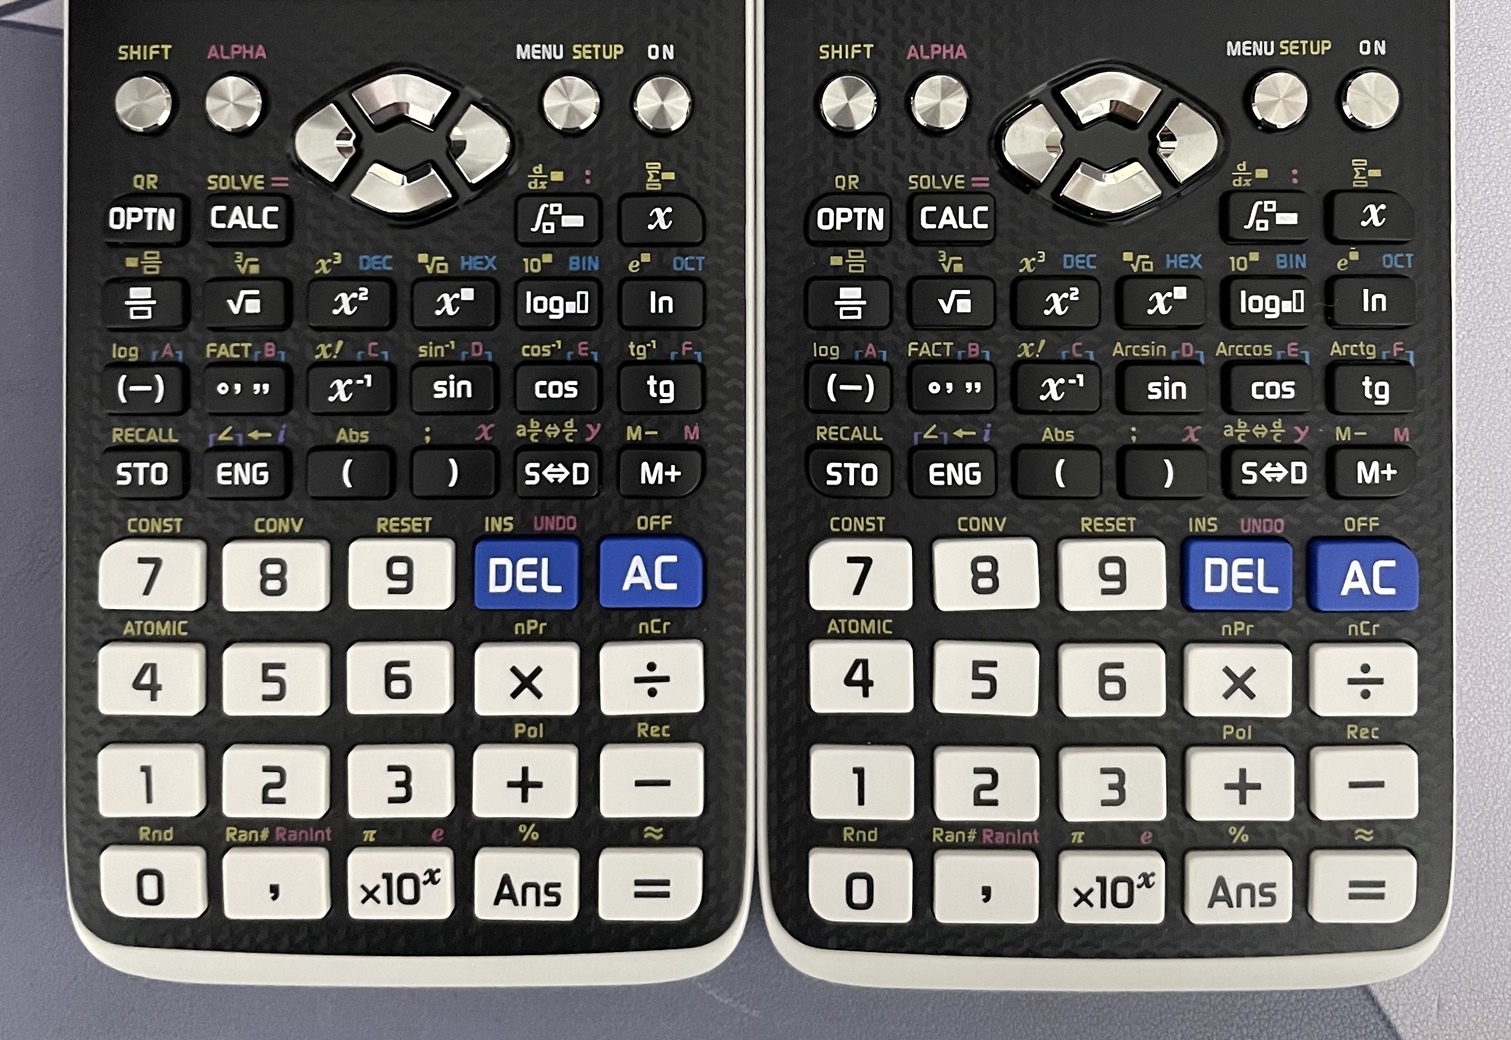 SHIFT ALPHA MENU SETUP ON
QR SOLVE = d/dx■ : Σ■
OPTN CALC ∫■ x
■▯/▯ ³√■ x³ DEC ■√▯ HEX 10■ BIN e■ OCT
▯/▯ √■ x² x■ log■▯ ln
log A FACT B x! C sin⁻¹ D cos⁻¹ E tg⁻¹ F
(−) °’” x⁻¹ sin cos tg
RECALL ∠ ← i Abs ; x a b/c⇔d/c y M− M
STO ENG ( ) S⇔D M+
CONST CONV RESET INS UNDO OFF
7 8 9 DEL AC
ATOMIC nPr nCr
4 5 6 × ÷
Pol Rec
1 2 3 + −
Rnd Ran# RanInt π e % ≈
0 , ×10ˣ Ans =
SHIFT ALPHA MENU SETUP ON
QR SOLVE = d/dx■ : Σ■
OPTN CALC ∫■ x
■▯/▯ ³√■ x³ DEC ■√▯ HEX 10■ BIN e■ OCT
▯/▯ √■ x² x■ log■▯ ln
log A FACT B x! C Arcsin D Arccos E Arctg F
(−) °’” x⁻¹ sin cos tg
RECALL ∠ ← i Abs ; x a b/c⇔d/c y M− M
STO ENG ( ) S⇔D M+
CONST CONV RESET INS UNDO OFF
7 8 9 DEL AC
ATOMIC nPr nCr
4 5 6 × ÷
Pol Rec
1 2 3 + −
Rnd Ran# RanInt π e % ≈
0 , ×10ˣ Ans =